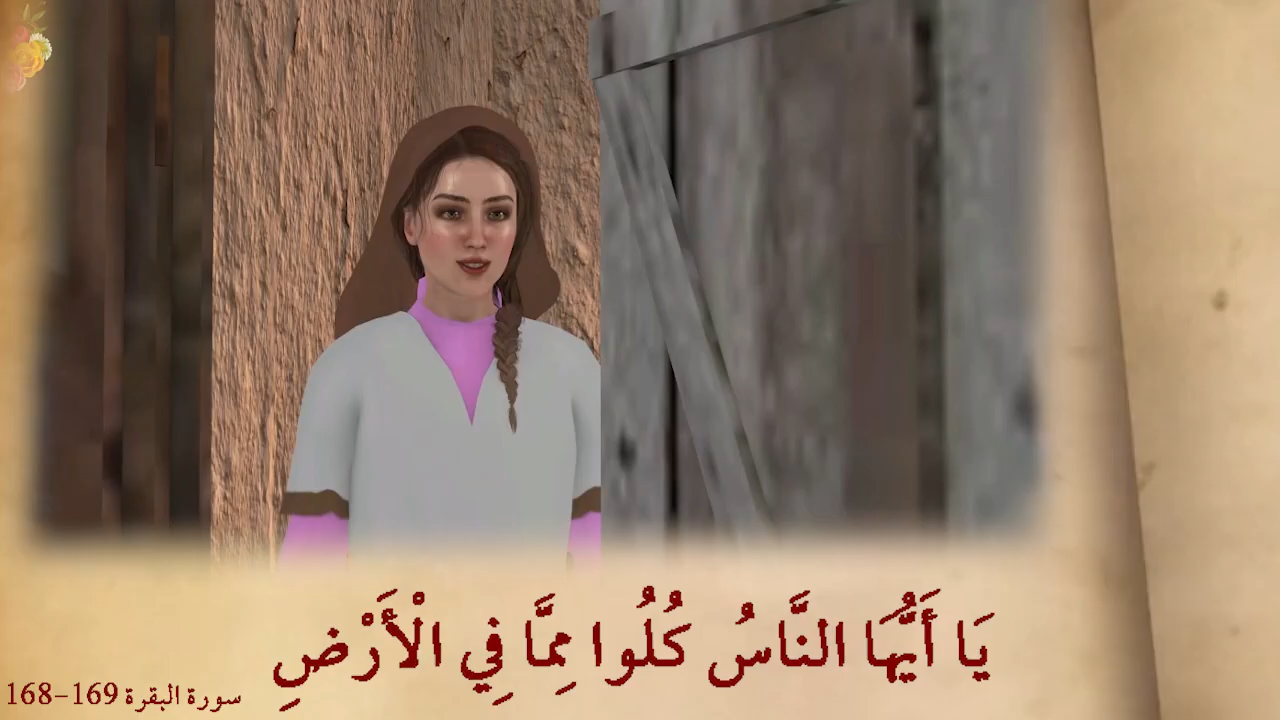 يَا أَيُّهَا النَّاسُ كُلُوا مِمَّا فِي الْأَرْضِ
سورة البقرة 169-168